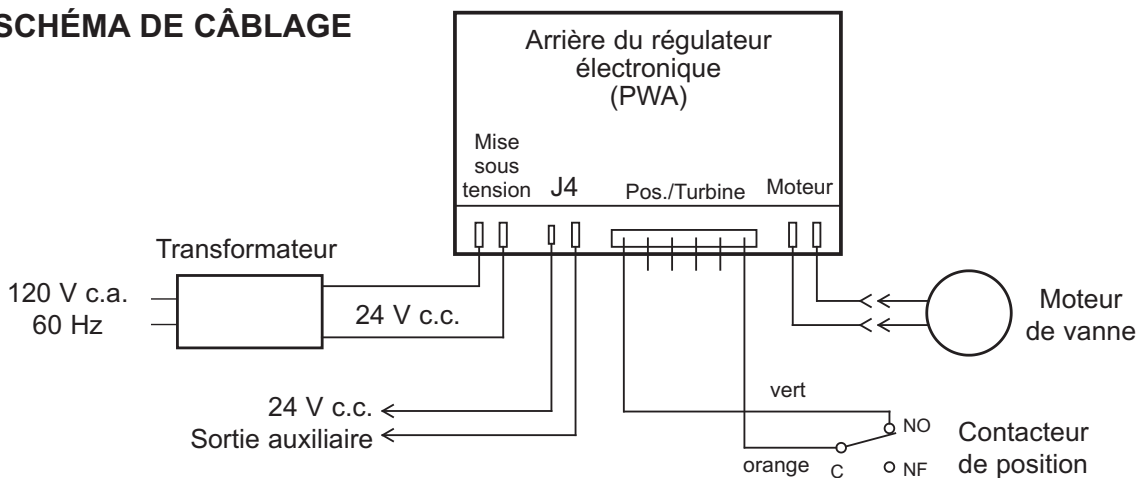 SCHÉMA DE CÂBLAGE
Arrière du régulateur
électronique
(PWA)
Mise
sous
tension
J4
Pos./Turbine
Moteur
Transformateur
120 V c.a.
60 Hz
24 V c.c.
Moteur
de vanne
24 V c.c.
Sortie auxiliaire
vert
NO
orange
C
NF
Contacteur
de position